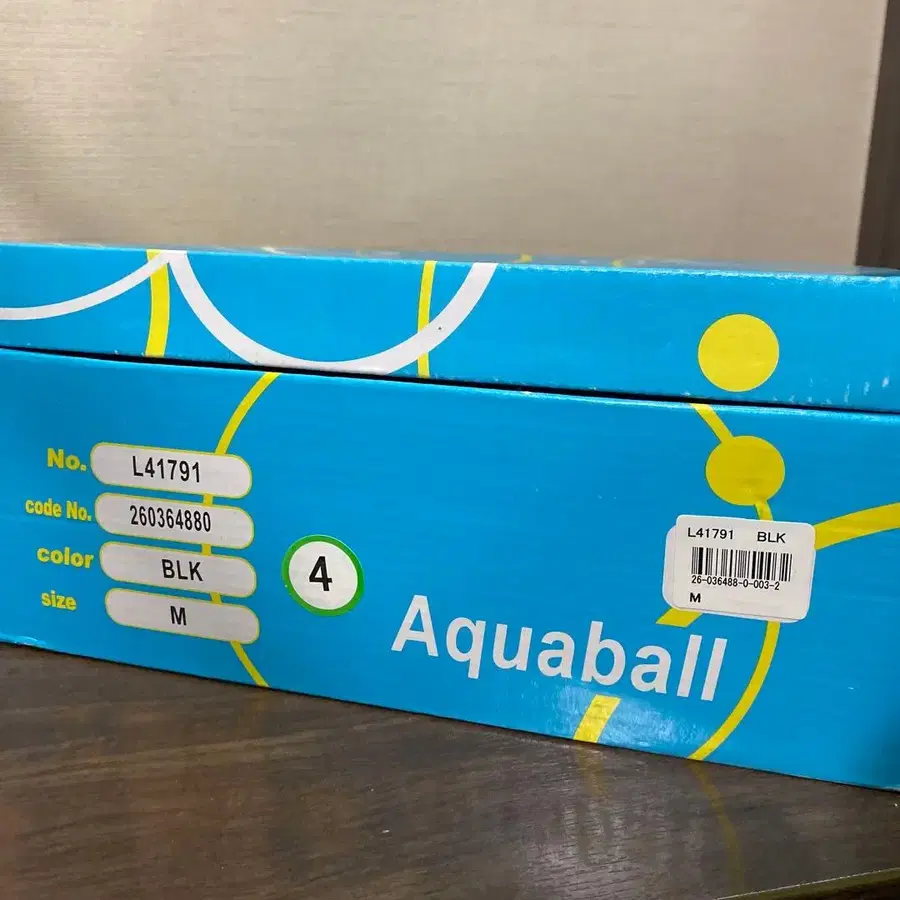 No. L41791
code No. 260364880
color BLK
size M
4
Aquaball
L41791 BLK
26-036488-0-003-2
M